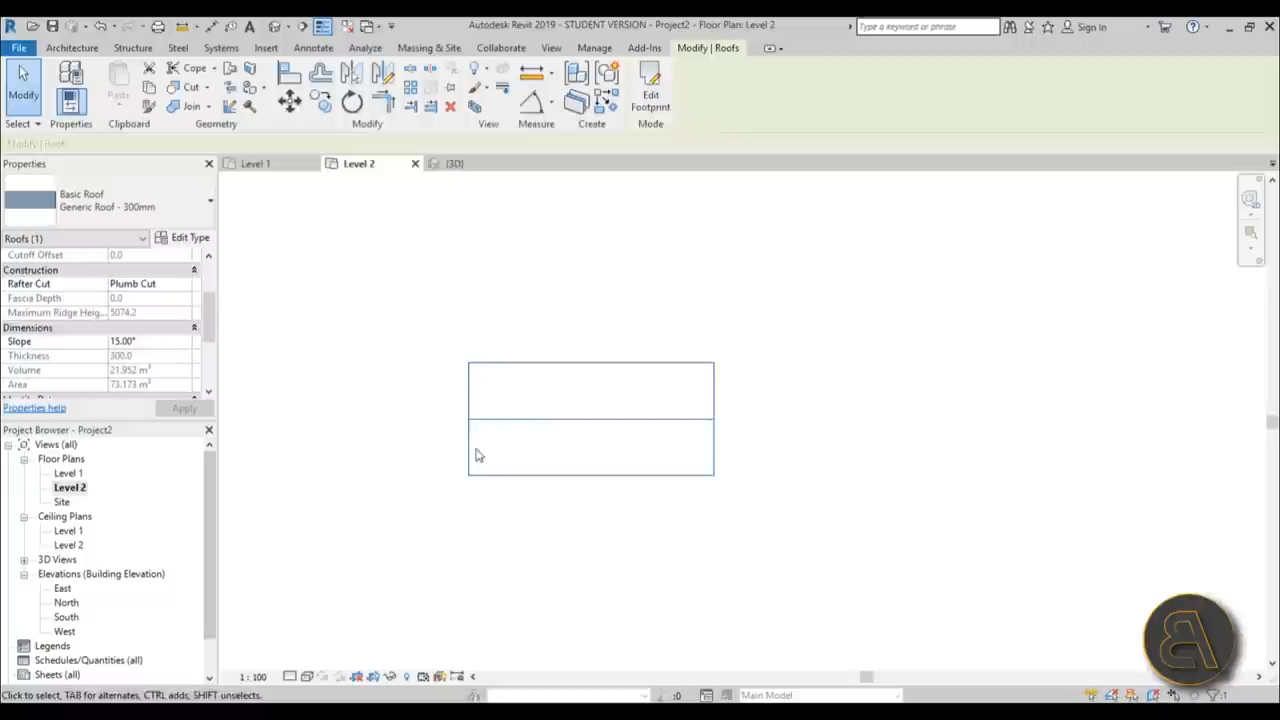 Autodesk Revit 2019 - STUDENT VERSION - Project2 - Floor Plan: Level 2
Type a keyword or phrase
Sign In
File Architecture Structure Steel Systems Insert Annotate Analyze Massing & Site Collaborate View Manage Add-Ins Modify | Roofs
Modify
Paste
Cope
Cut
Join
Edit
Footprint
Select Properties Clipboard Geometry Modify View Measure Create Mode
Modify | Roofs
Properties
Level 1 Level 2 {3D}
Basic Roof
Generic Roof - 300mm
Roofs (1) Edit Type
Cutoff Offset 0.0
Construction
Rafter Cut Plumb Cut
Fascia Depth 0.0
Maximum Ridge Heig... 5074.2
Dimensions
Slope 15.00°
Thickness 300.0
Volume 21.952 m³
Area 73.173 m²
Properties help Apply
Project Browser - Project2
Views (all)
Floor Plans
Level 1
Level 2
Site
Ceiling Plans
Level 1
Level 2
3D Views
Elevations (Building Elevation)
East
North
South
West
Legends
Schedules/Quantities (all)
Sheets (all)
1 : 100
Click to select, TAB for alternates, CTRL adds, SHIFT unselects.
:0
Main Model
:1